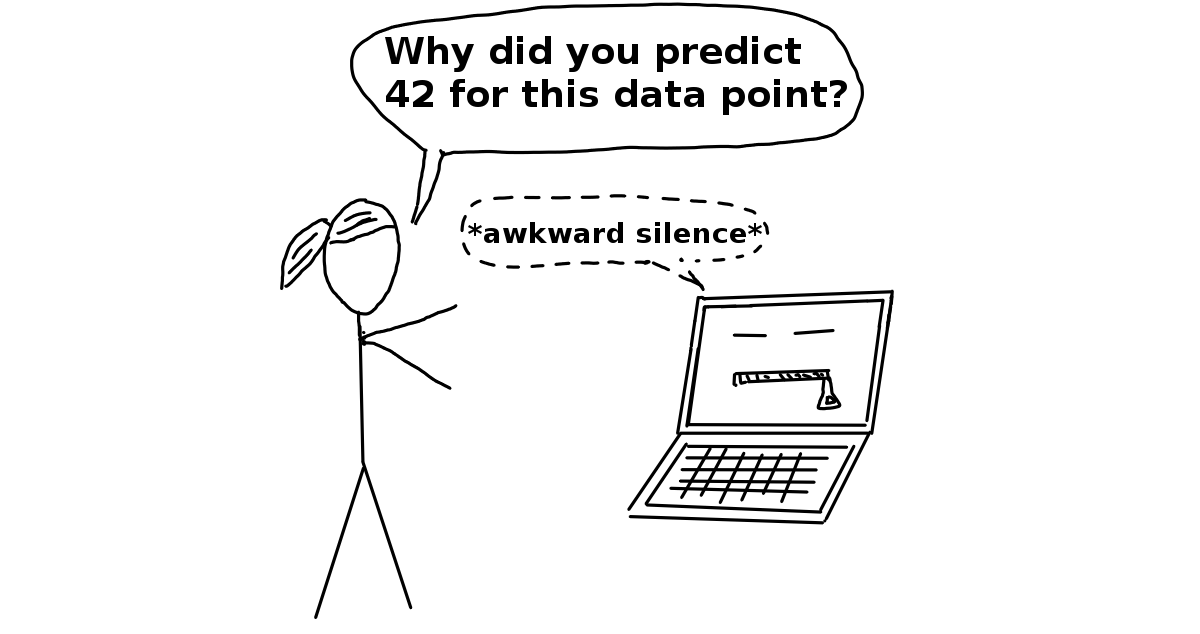 Why did you predict
42 for this data point?
*awkward silence*